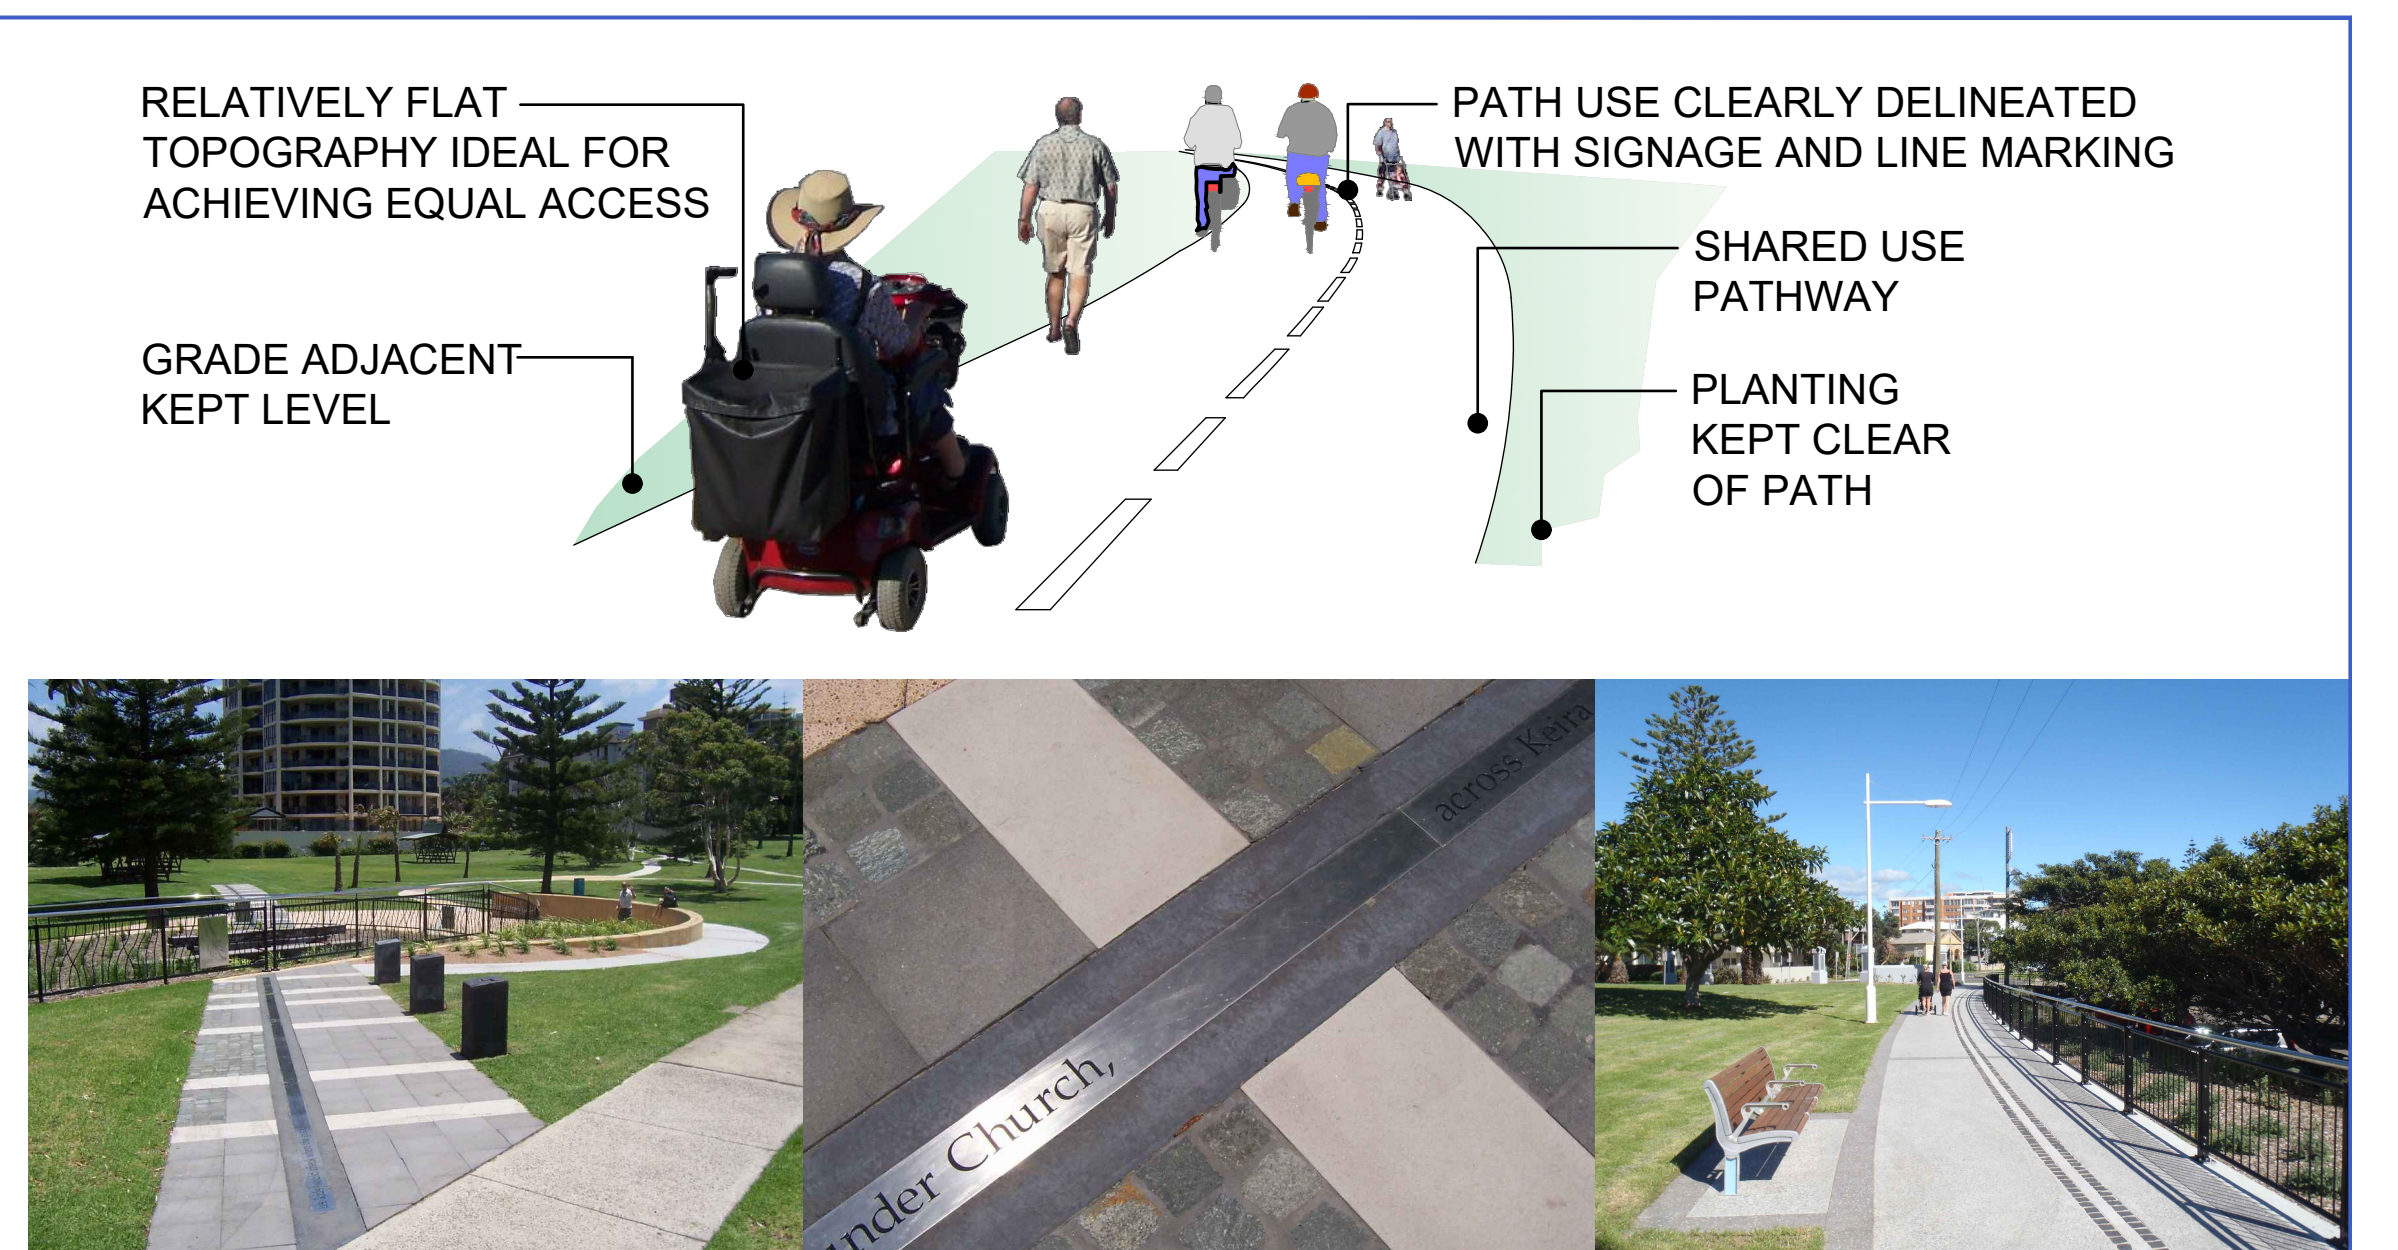 RELATIVELY FLAT
TOPOGRAPHY IDEAL FOR
ACHIEVING EQUAL ACCESS
GRADE ADJACENT
KEPT LEVEL
PATH USE CLEARLY DELINEATED
WITH SIGNAGE AND LINE MARKING
SHARED USE
PATHWAY
PLANTING
KEPT CLEAR
OF PATH
across Keira
under Church,